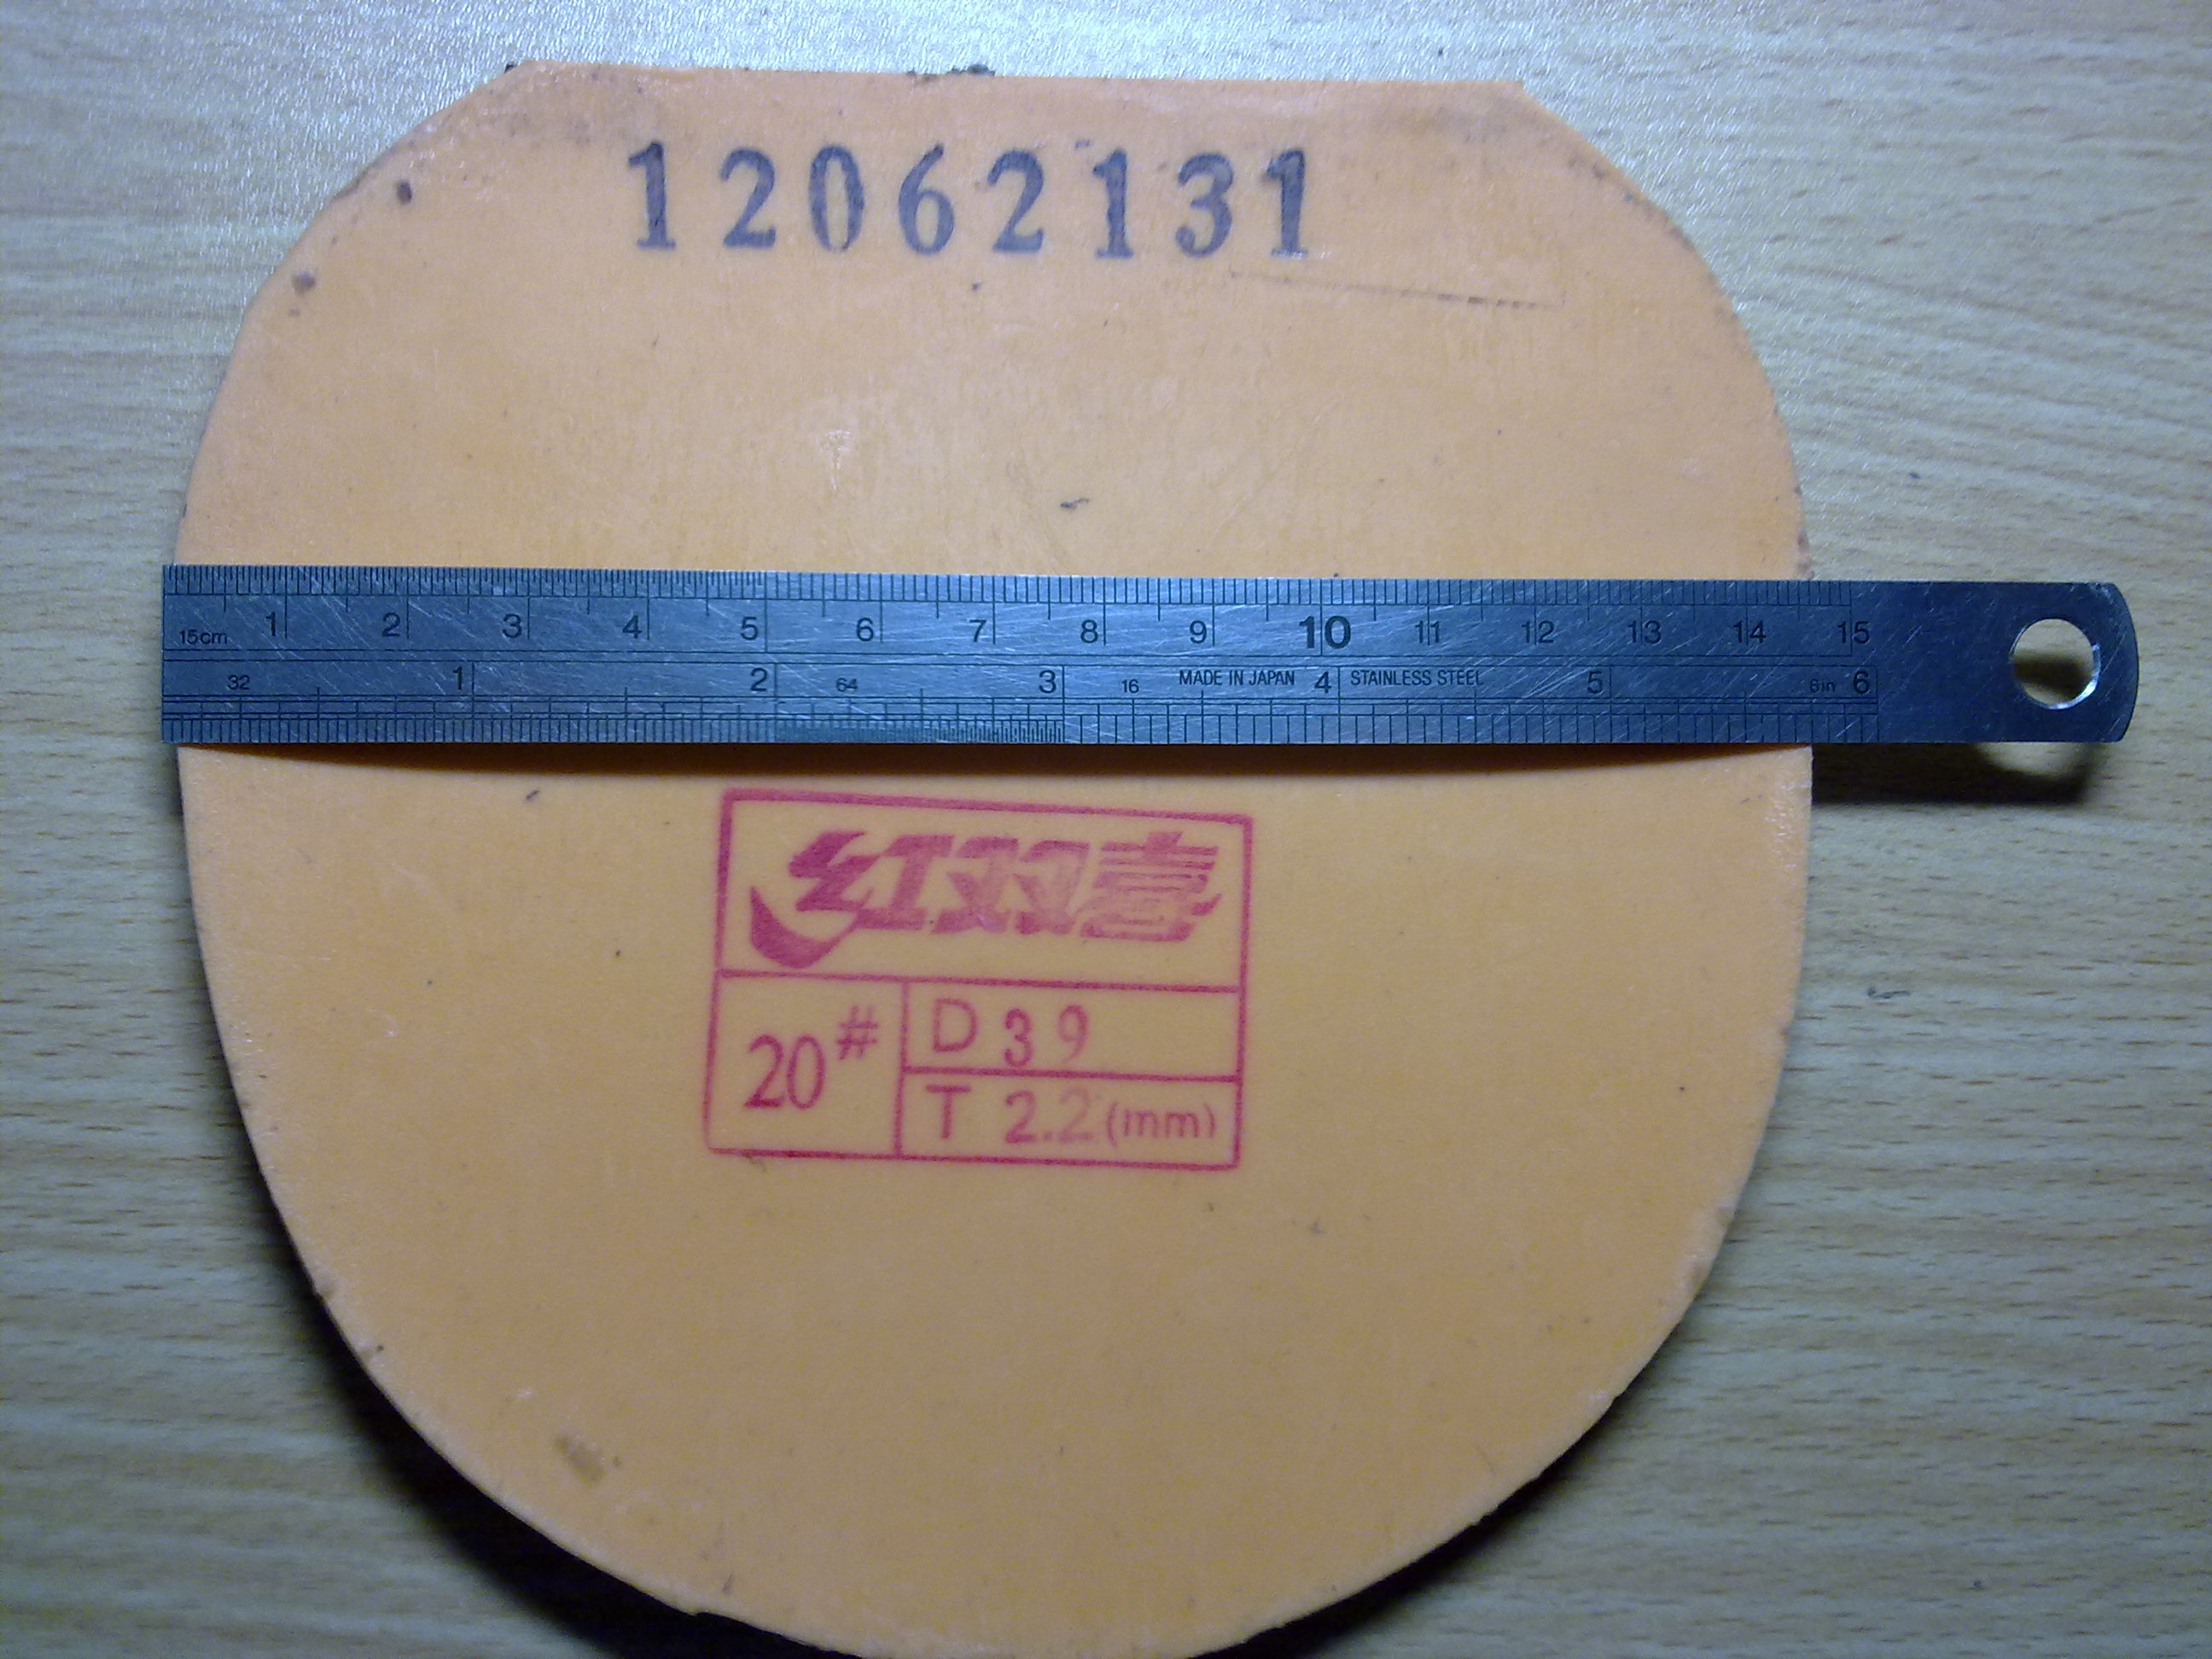 12062131
1 2 3 4 5 6 7 8 9 10 11 12 13 14 15
15cm
1 2 3 4 5 6
32 64 16 MADE IN JAPAN STAINLESS STEEL 6in
红双喜
20# D 39
T 2.2 (mm)